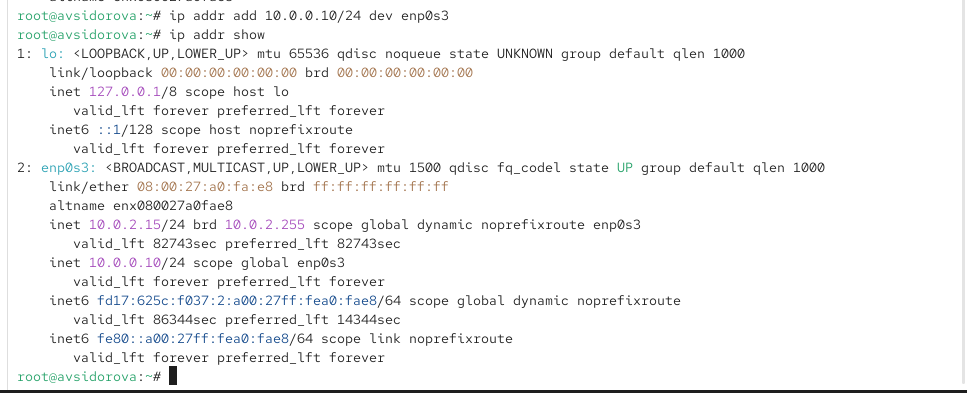 root@avsidorova:~# ip addr add 10.0.0.10/24 dev enp0s3
root@avsidorova:~# ip addr show
1: lo: <LOOPBACK,UP,LOWER_UP> mtu 65536 qdisc noqueue state UNKNOWN group default qlen 1000
    link/loopback 00:00:00:00:00:00 brd 00:00:00:00:00:00
    inet 127.0.0.1/8 scope host lo
       valid_lft forever preferred_lft forever
    inet6 ::1/128 scope host noprefixroute
       valid_lft forever preferred_lft forever
2: enp0s3: <BROADCAST,MULTICAST,UP,LOWER_UP> mtu 1500 qdisc fq_codel state UP group default qlen 1000
    link/ether 08:00:27:a0:fa:e8 brd ff:ff:ff:ff:ff:ff
    altname enx080027a0fae8
    inet 10.0.2.15/24 brd 10.0.2.255 scope global dynamic noprefixroute enp0s3
       valid_lft 82743sec preferred_lft 82743sec
    inet 10.0.0.10/24 scope global enp0s3
       valid_lft forever preferred_lft forever
    inet6 fd17:625c:f037:2:a00:27ff:fea0:fae8/64 scope global dynamic noprefixroute
       valid_lft 86344sec preferred_lft 14344sec
    inet6 fe80::a00:27ff:fea0:fae8/64 scope link noprefixroute
       valid_lft forever preferred_lft forever
root@avsidorova:~#